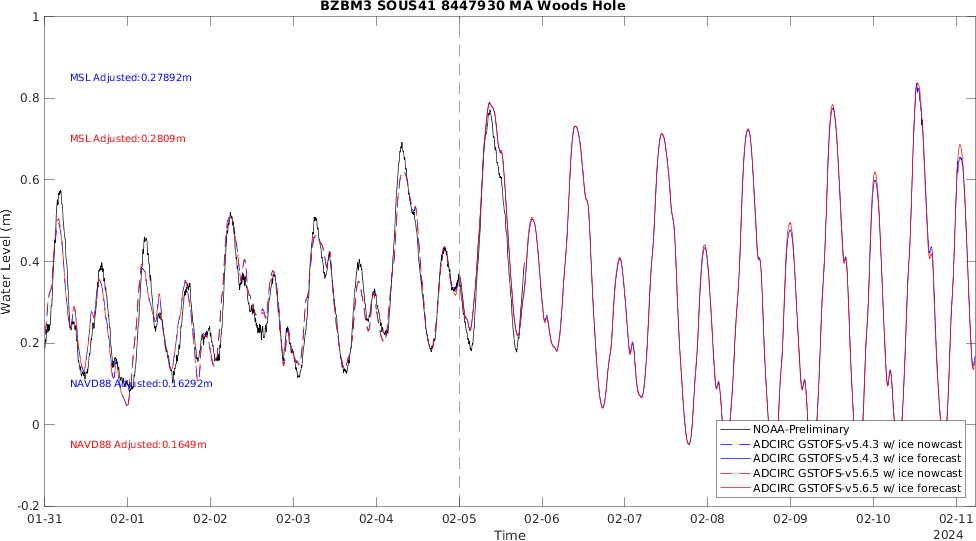 BZBM3 SOUS41 8447930 MA Woods Hole
1
0.8
0.6
0.4
0.2
0
-0.2
Water Level (m)
MSL Adjusted:0.27892m
MSL Adjusted:0.2809m
NAVD88 Adjusted:0.16292m
NAVD88 Adjusted:0.1649m
NOAA-Preliminary
ADCIRC GSTOFS-v5.4.3 w/ ice nowcast
ADCIRC GSTOFS-v5.4.3 w/ ice forecast
ADCIRC GSTOFS-v5.6.5 w/ ice nowcast
ADCIRC GSTOFS-v5.6.5 w/ ice forecast
01-31 02-01 02-02 02-03 02-04 02-05 02-06 02-07 02-08 02-09 02-10 02-11
Time
2024